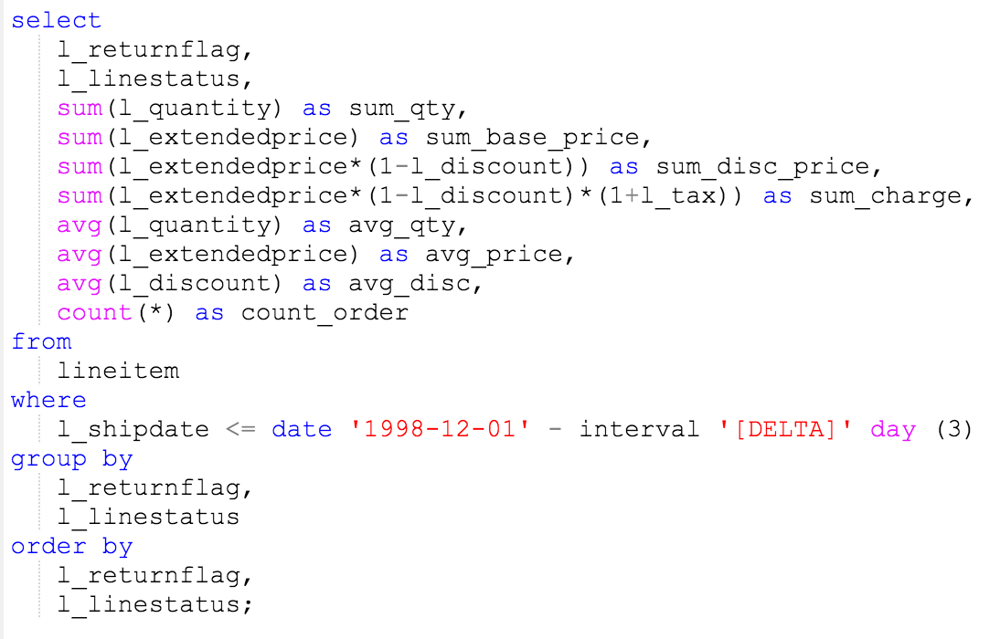 select
l_returnflag,
l_linestatus,
sum(l_quantity) as sum_qty,
sum(l_extendedprice) as sum_base_price,
sum(l_extendedprice*(1-l_discount)) as sum_disc_price,
sum(l_extendedprice*(1-l_discount)*(1+l_tax)) as sum_charge,
avg(l_quantity) as avg_qty,
avg(l_extendedprice) as avg_price,
avg(l_discount) as avg_disc,
count(*) as count_order
from
lineitem
where
l_shipdate <= date '1998-12-01' - interval '[DELTA]' day (3)
group by
l_returnflag,
l_linestatus
order by
l_returnflag,
l_linestatus;